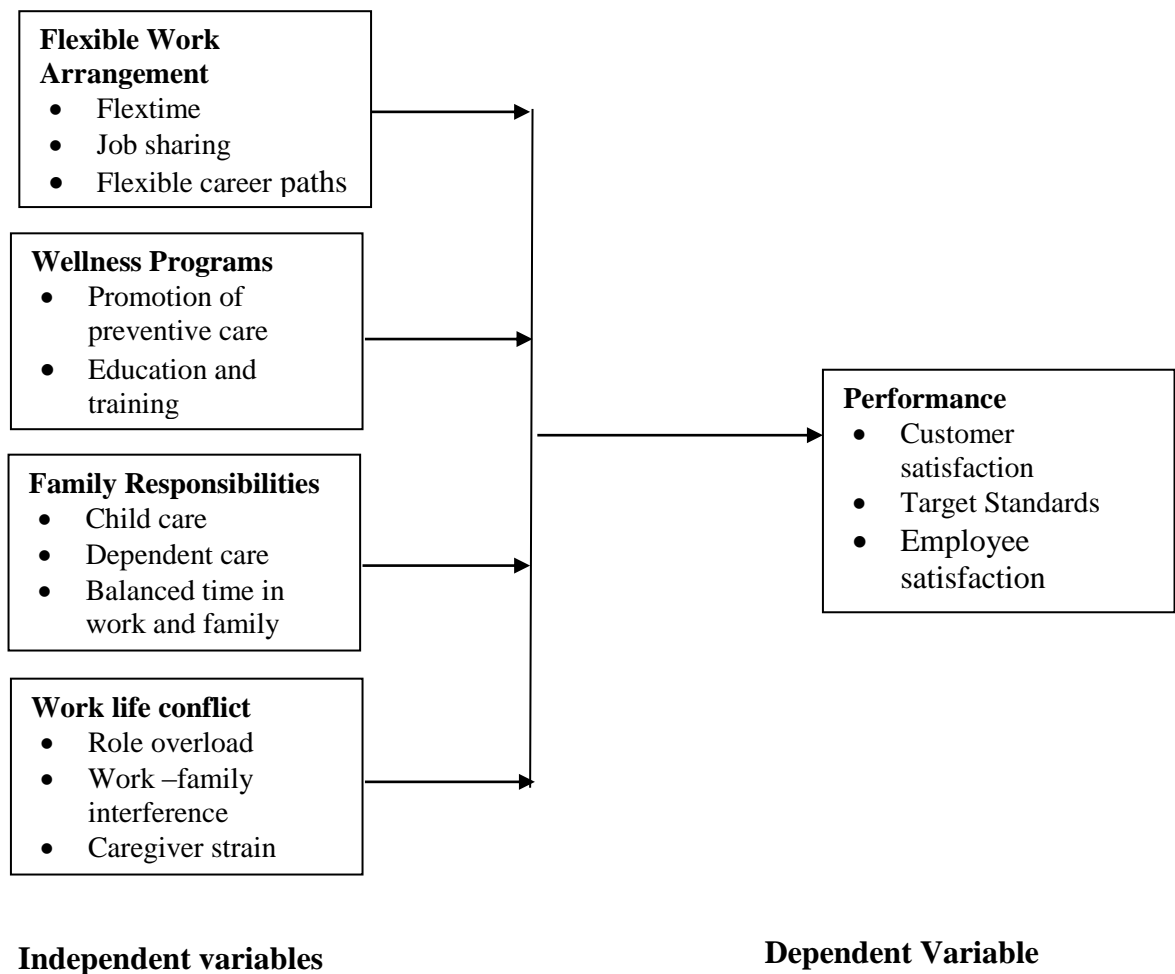 Flexible Work
Arrangement
• Flextime
• Job sharing
• Flexible career paths
Wellness Programs
• Promotion of
preventive care
• Education and
training
Family Responsibilities
• Child care
• Dependent care
• Balanced time in
work and family
Work life conflict
• Role overload
• Work –family
interference
• Caregiver strain
Performance
• Customer
satisfaction
• Target Standards
• Employee
satisfaction
Independent variables
Dependent Variable